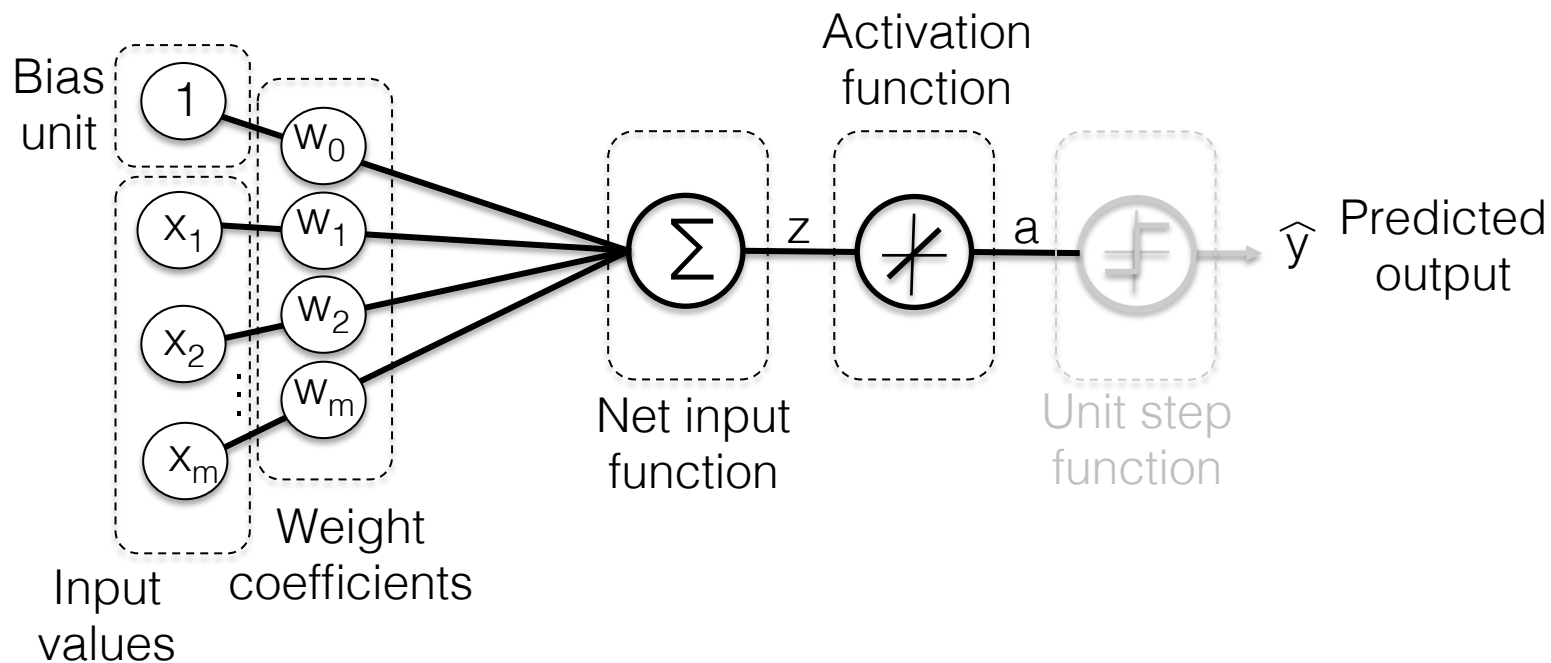 Bias
unit
1
w0
x1
w1
x2
w2
⋮
xm
wm
Input
values
Weight
coefficients
Σ
Net input
function
z
Activation
function
a
Unit step
function
ŷ
Predicted
output